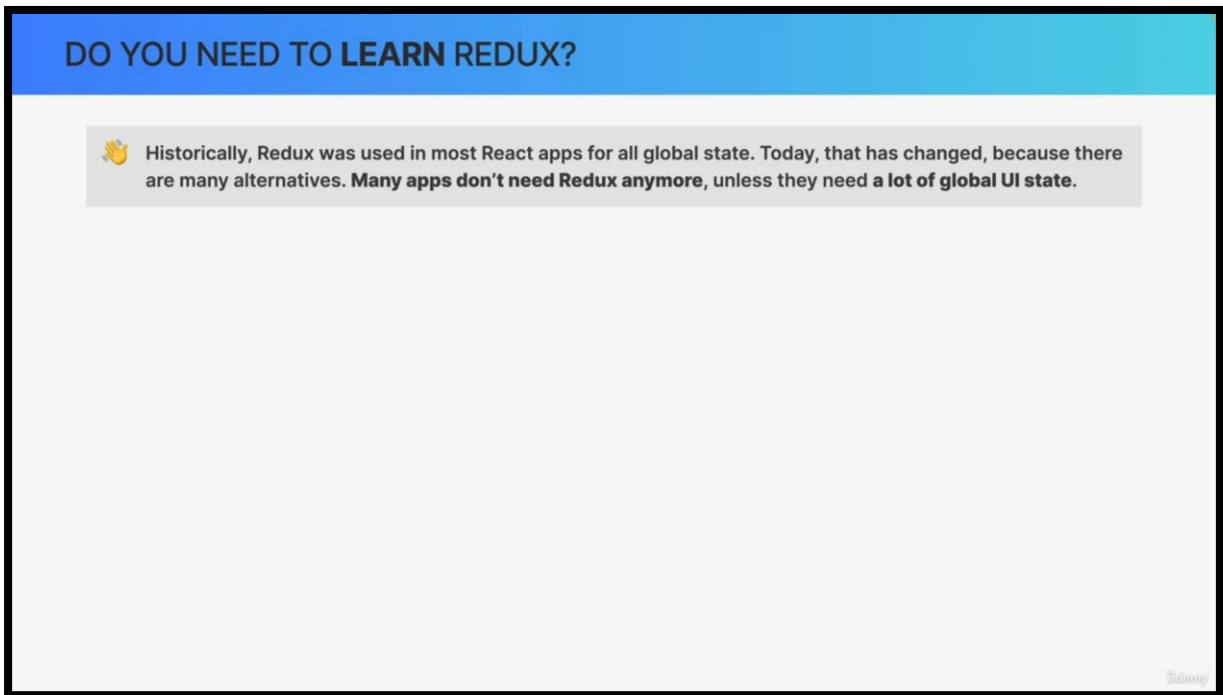 DO YOU NEED TO LEARN REDUX?
Historically, Redux was used in most React apps for all global state. Today, that has changed, because there
are many alternatives. Many apps don’t need Redux anymore, unless they need a lot of global UI state.
Udemy